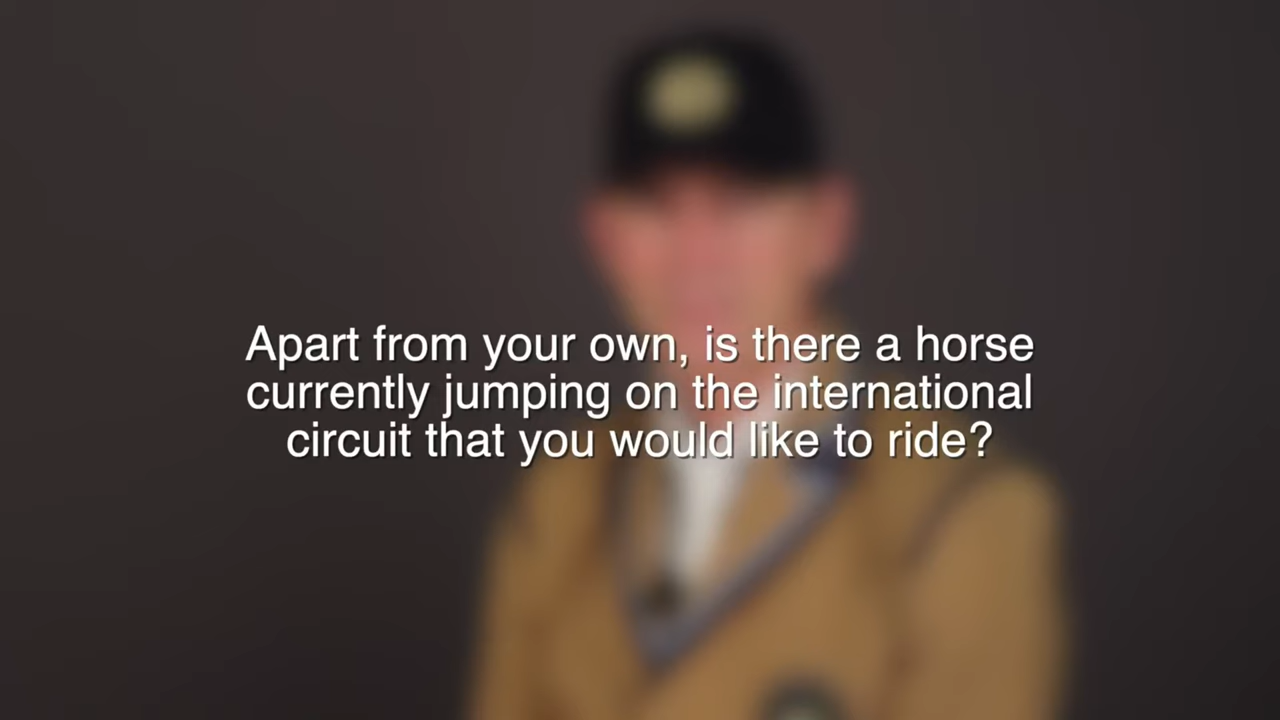 Apart from your own, is there a horse
currently jumping on the international
circuit that you would like to ride?